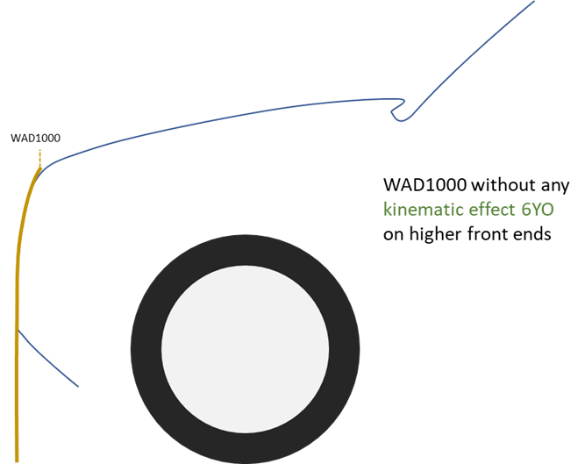 WAD1000
WAD1000 without any
kinematic effect 6YO
on higher front ends